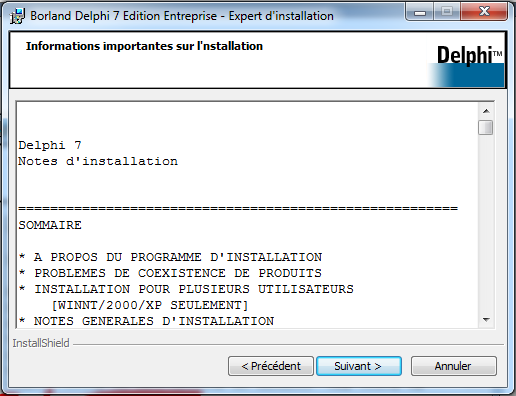 Borland Delphi 7 Edition Entreprise - Expert d'installation
Informations importantes sur l'nstallation
Delphi™
Delphi 7
Notes d'installation
=======================================================
SOMMAIRE
* A PROPOS DU PROGRAMME D'INSTALLATION
* PROBLEMES DE COEXISTENCE DE PRODUITS
* INSTALLATION POUR PLUSIEURS UTILISATEURS
[WINNT/2000/XP SEULEMENT]
* NOTES GENERALES D'INSTALLATION
InstallShield
< Précédent
Suivant >
Annuler